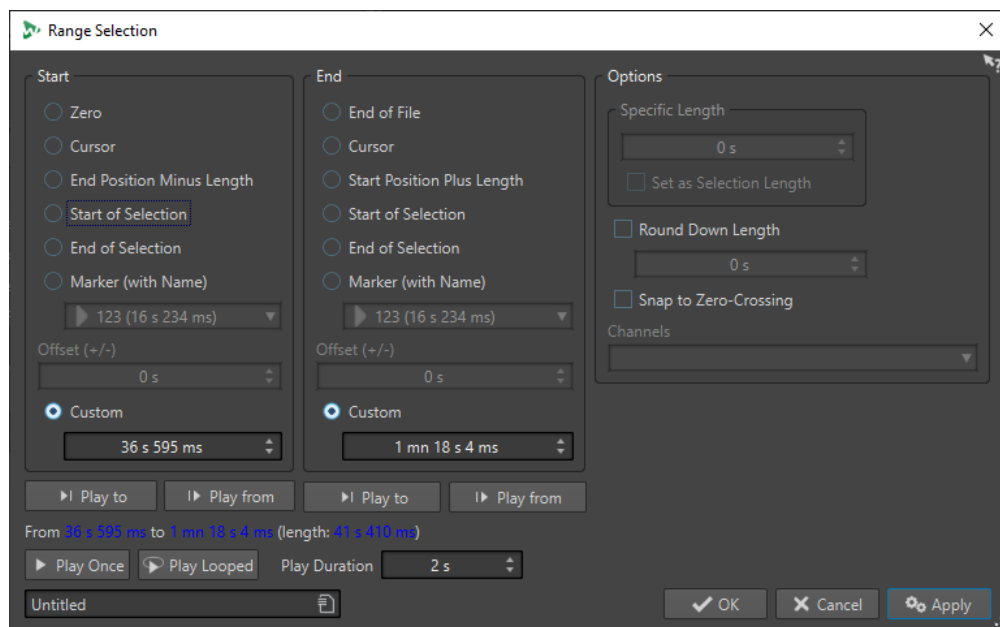 Range Selection
Start
Zero
Cursor
End Position Minus Length
Start of Selection
End of Selection
Marker (with Name)
123 (16 s 234 ms)
Offset (+/-)
0 s
Custom
36 s 595 ms
Play to
Play from
End
End of File
Cursor
Start Position Plus Length
Start of Selection
End of Selection
Marker (with Name)
123 (16 s 234 ms)
Offset (+/-)
0 s
Custom
1 mn 18 s 4 ms
Play to
Play from
Options
Specific Length
0 s
Set as Selection Length
Round Down Length
0 s
Snap to Zero-Crossing
Channels
From 36 s 595 ms to 1 mn 18 s 4 ms (length: 41 s 410 ms)
Play Once
Play Looped
Play Duration
2 s
Untitled
OK
Cancel
Apply